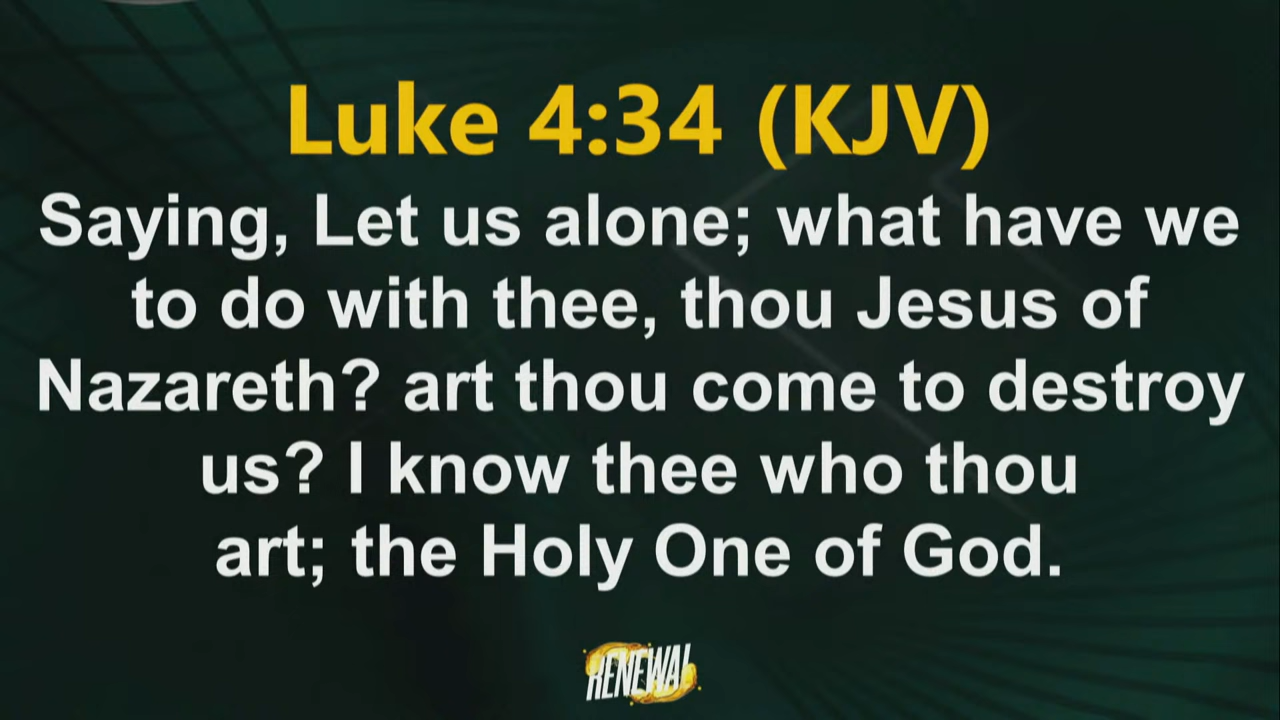 Luke 4:34 (KJV)
Saying, Let us alone; what have we
to do with thee, thou Jesus of
Nazareth? art thou come to destroy
us? I know thee who thou
art; the Holy One of God.
RENEWAL